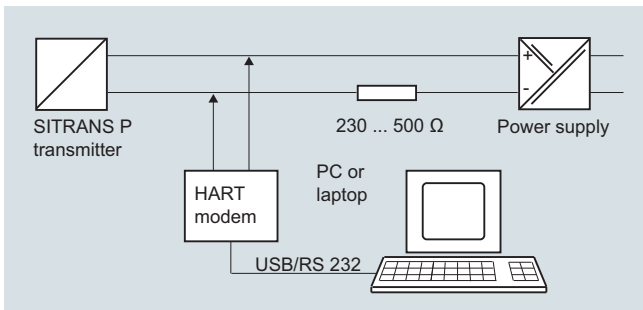 +
-
SITRANS P
transmitter
230 ... 500 Ω
Power supply
PC or
laptop
HART
modem
USB/RS 232